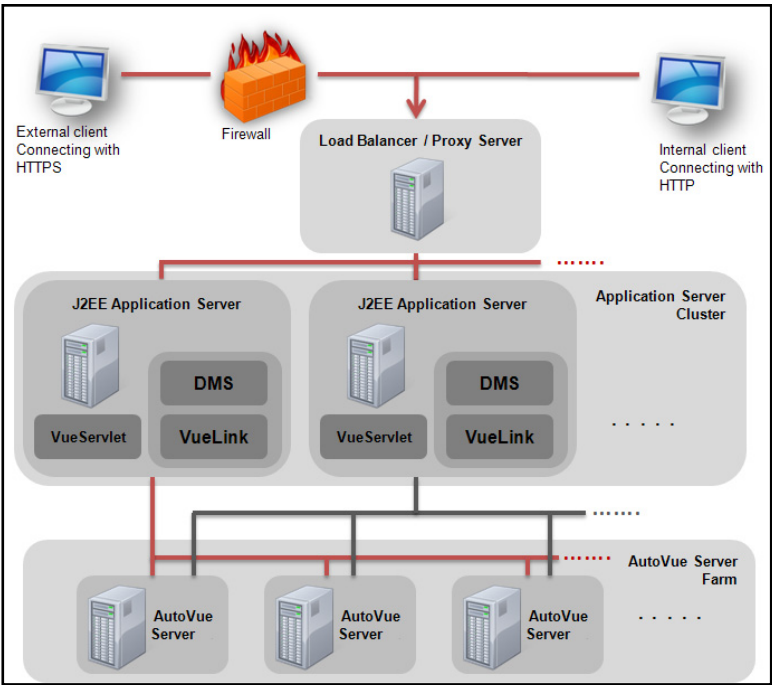 External client
Connecting with
HTTPS
Firewall
Internal client
Connecting with
HTTP
Load Balancer / Proxy Server
.......
J2EE Application Server
DMS
VueServlet
VueLink
J2EE Application Server
DMS
VueServlet
VueLink
Application Server
Cluster
. . . . .
.......
.......
AutoVue Server
Farm
AutoVue
Server
AutoVue
Server
AutoVue
Server
. . . . .